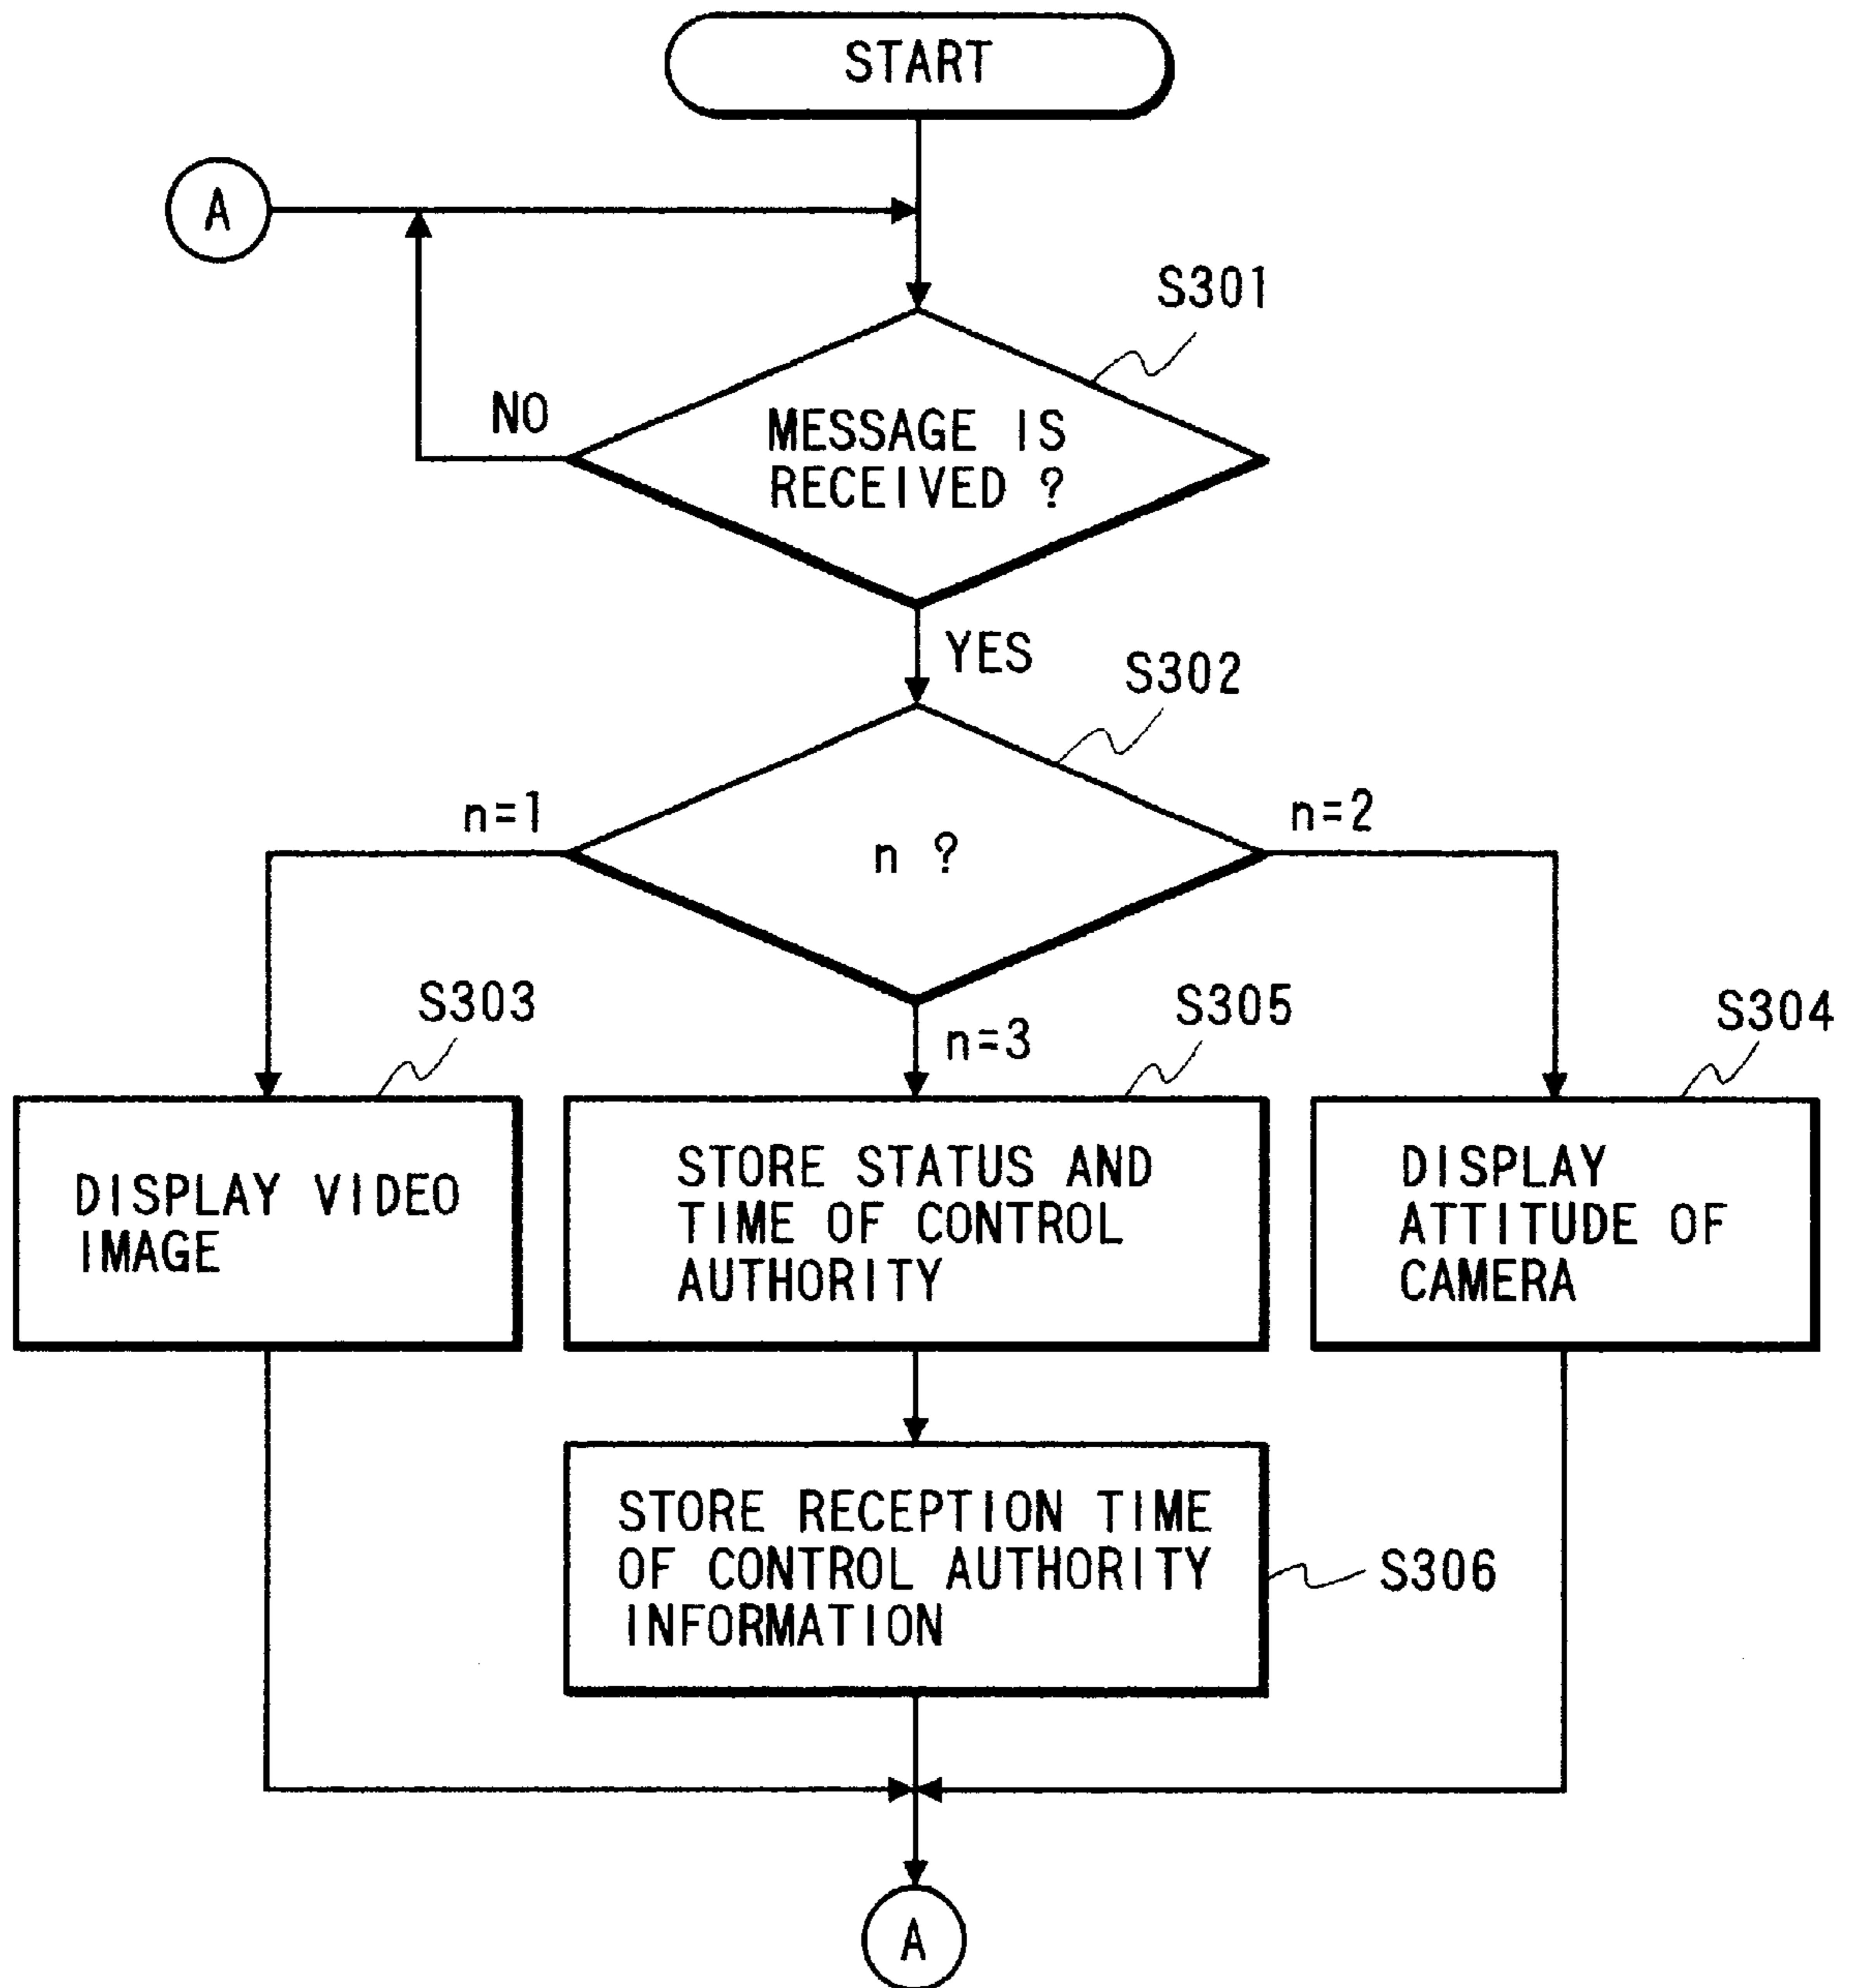 START
A
S301
NO
MESSAGE IS
RECEIVED ?
YES
S302
n=1
n ?
n=2
S303
n=3
S305
S304
DISPLAY VIDEO
IMAGE
STORE STATUS AND
TIME OF CONTROL
AUTHORITY
DISPLAY
ATTITUDE OF
CAMERA
STORE RECEPTION TIME
OF CONTROL AUTHORITY
INFORMATION
S306
A